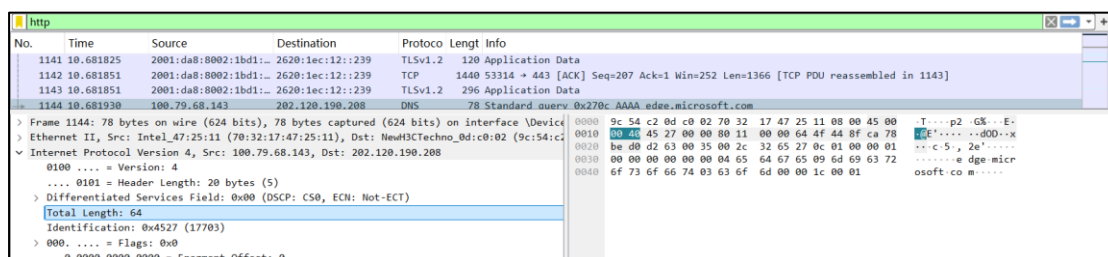 http
No. Time Source Destination Protoco Lengt Info
1141 10.681825 2001:da8:8002:1bd1:… 2620:1ec:12::239 TLSv1.2 120 Application Data
1142 10.681851 2001:da8:8002:1bd1:… 2620:1ec:12::239 TCP 1440 53314 → 443 [ACK] Seq=207 Ack=1 Win=252 Len=1366 [TCP PDU reassembled in 1143]
1143 10.681851 2001:da8:8002:1bd1:… 2620:1ec:12::239 TLSv1.2 296 Application Data
1144 10.681930 100.79.68.143 202.120.190.208 DNS 78 Standard query 0x270c AAAA edge.microsoft.com
Frame 1144: 78 bytes on wire (624 bits), 78 bytes captured (624 bits) on interface \Device
Ethernet II, Src: Intel_47:25:11 (70:32:17:47:25:11), Dst: NewH3CTechno_0d:c0:02 (9c:54:c2
Internet Protocol Version 4, Src: 100.79.68.143, Dst: 202.120.190.208
0100 .... = Version: 4
.... 0101 = Header Length: 20 bytes (5)
Differentiated Services Field: 0x00 (DSCP: CS0, ECN: Not-ECT)
Total Length: 64
Identification: 0x4527 (17703)
000. .... = Flags: 0x0
0000 9c 54 c2 0d c0 02 70 32 17 47 25 11 08 00 45 00 ·T····p2 ·G%···E·
0010 00 40 45 27 00 00 80 11 00 00 64 4f 44 8f ca 78 ·@E'···· ··dOD··x
0020 be d0 d2 63 00 35 00 2c 32 65 27 0c 01 00 00 01 ···c·5·, 2e'·····
0030 00 00 00 00 00 00 04 65 64 67 65 09 6d 69 63 72 ·······e dge·micr
0040 6f 73 6f 66 74 03 63 6f 6d 00 00 1c 00 01 osoft·co m·····